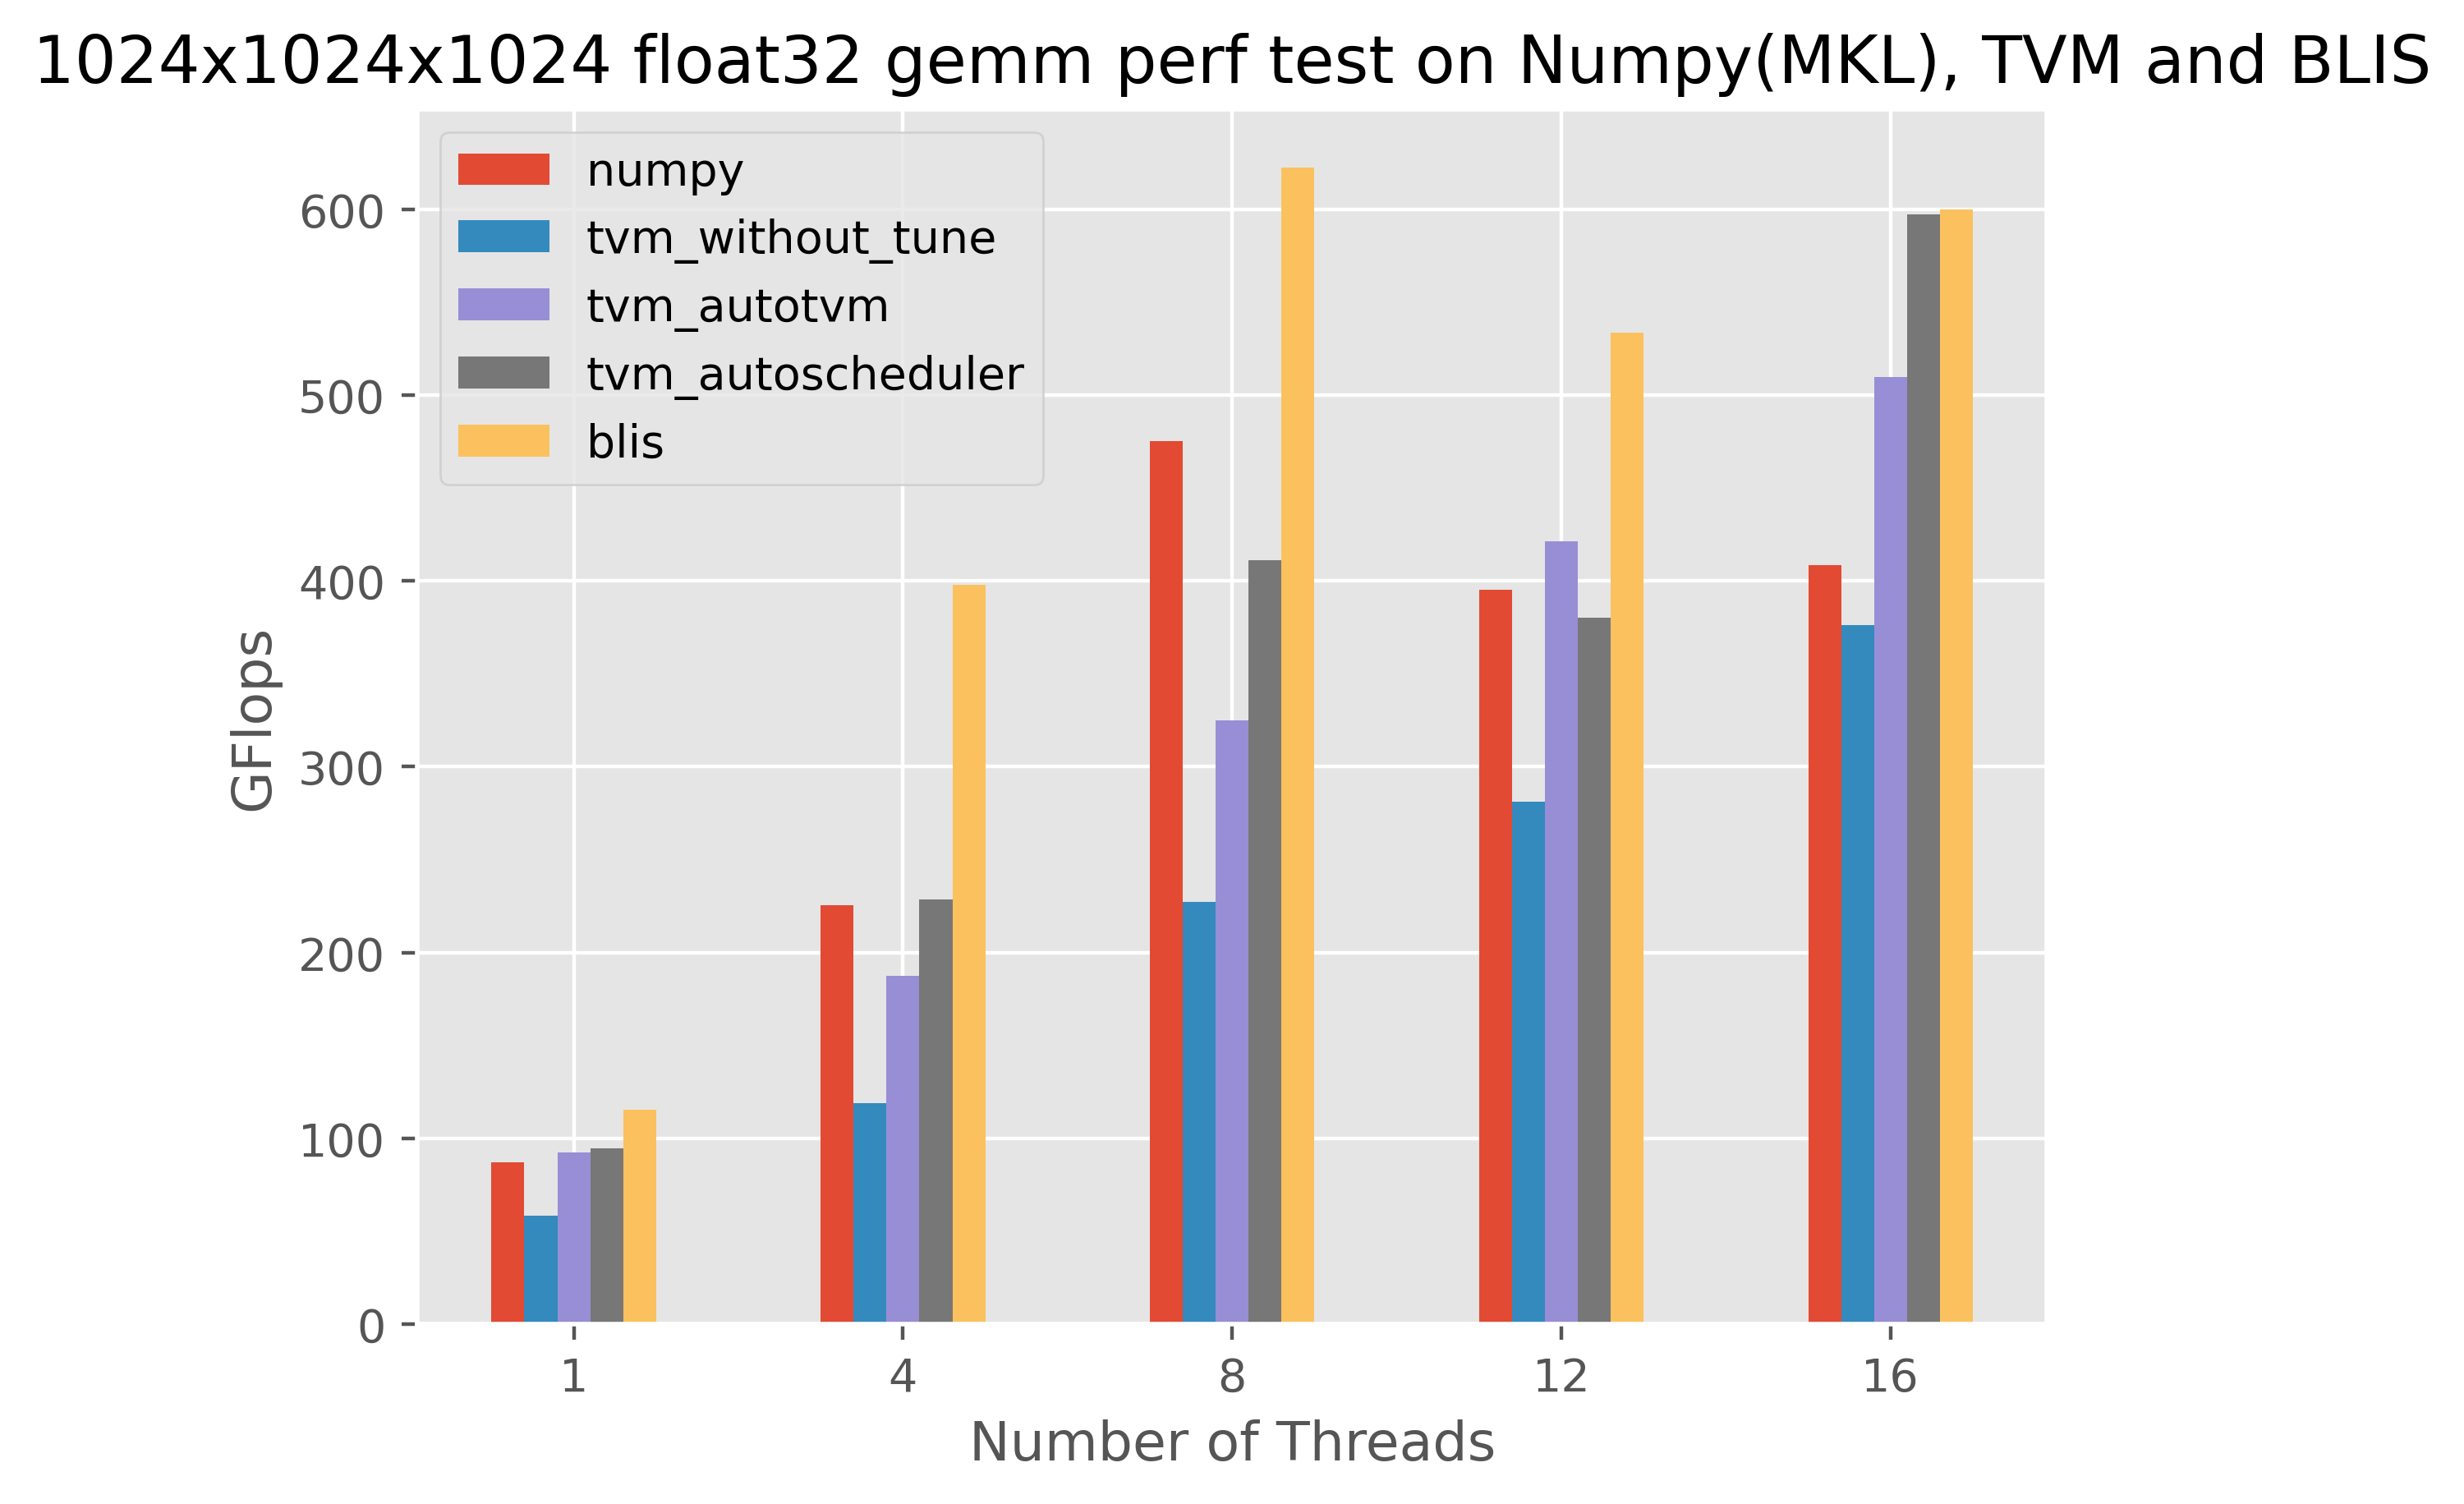 1024x1024x1024 float32 gemm perf test on Numpy(MKL), TVM and BLIS
numpy
tvm_without_tune
tvm_autotvm
tvm_autoscheduler
blis
600
500
400
300
200
100
0
GFlops
1 4 8 12 16
Number of Threads